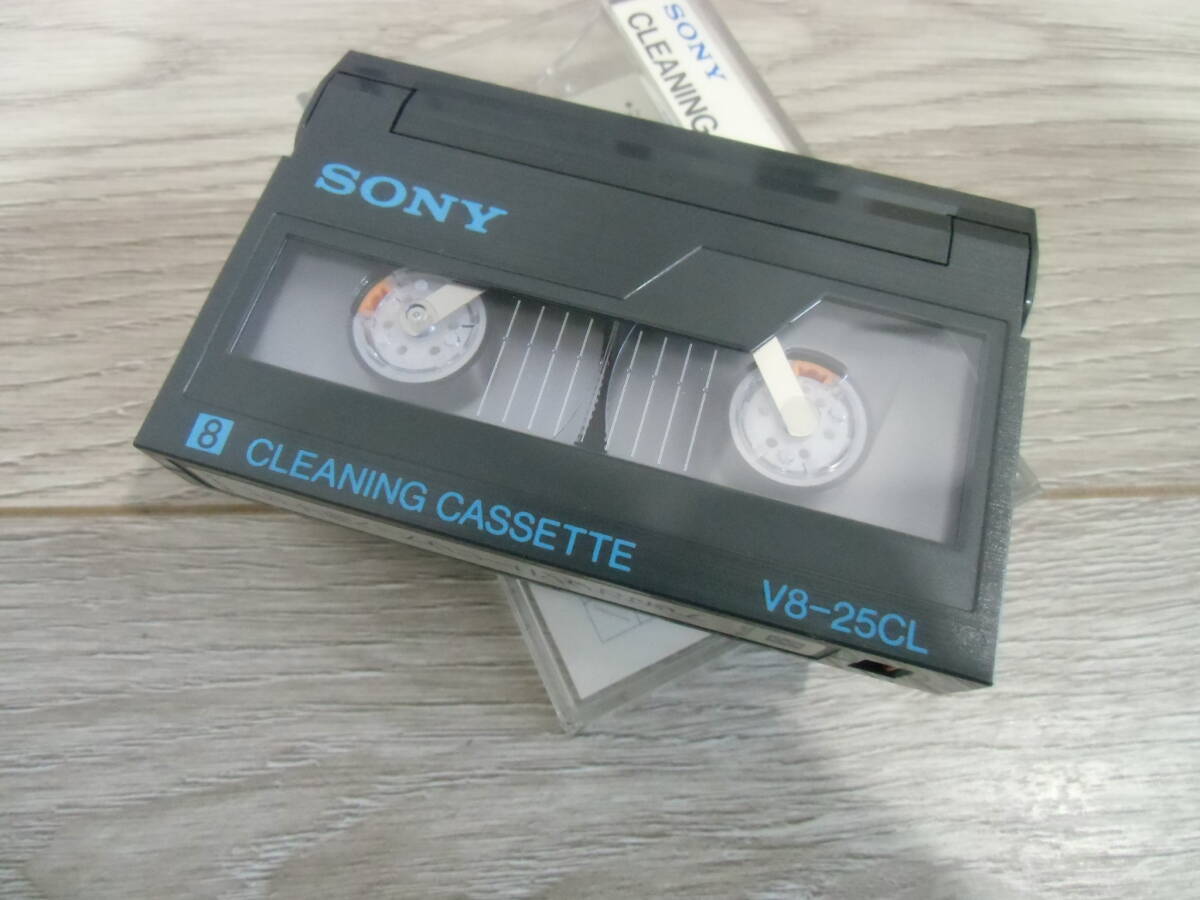 SONY
CLEANING
SONY
8 CLEANING CASSETTE
V8-25CL